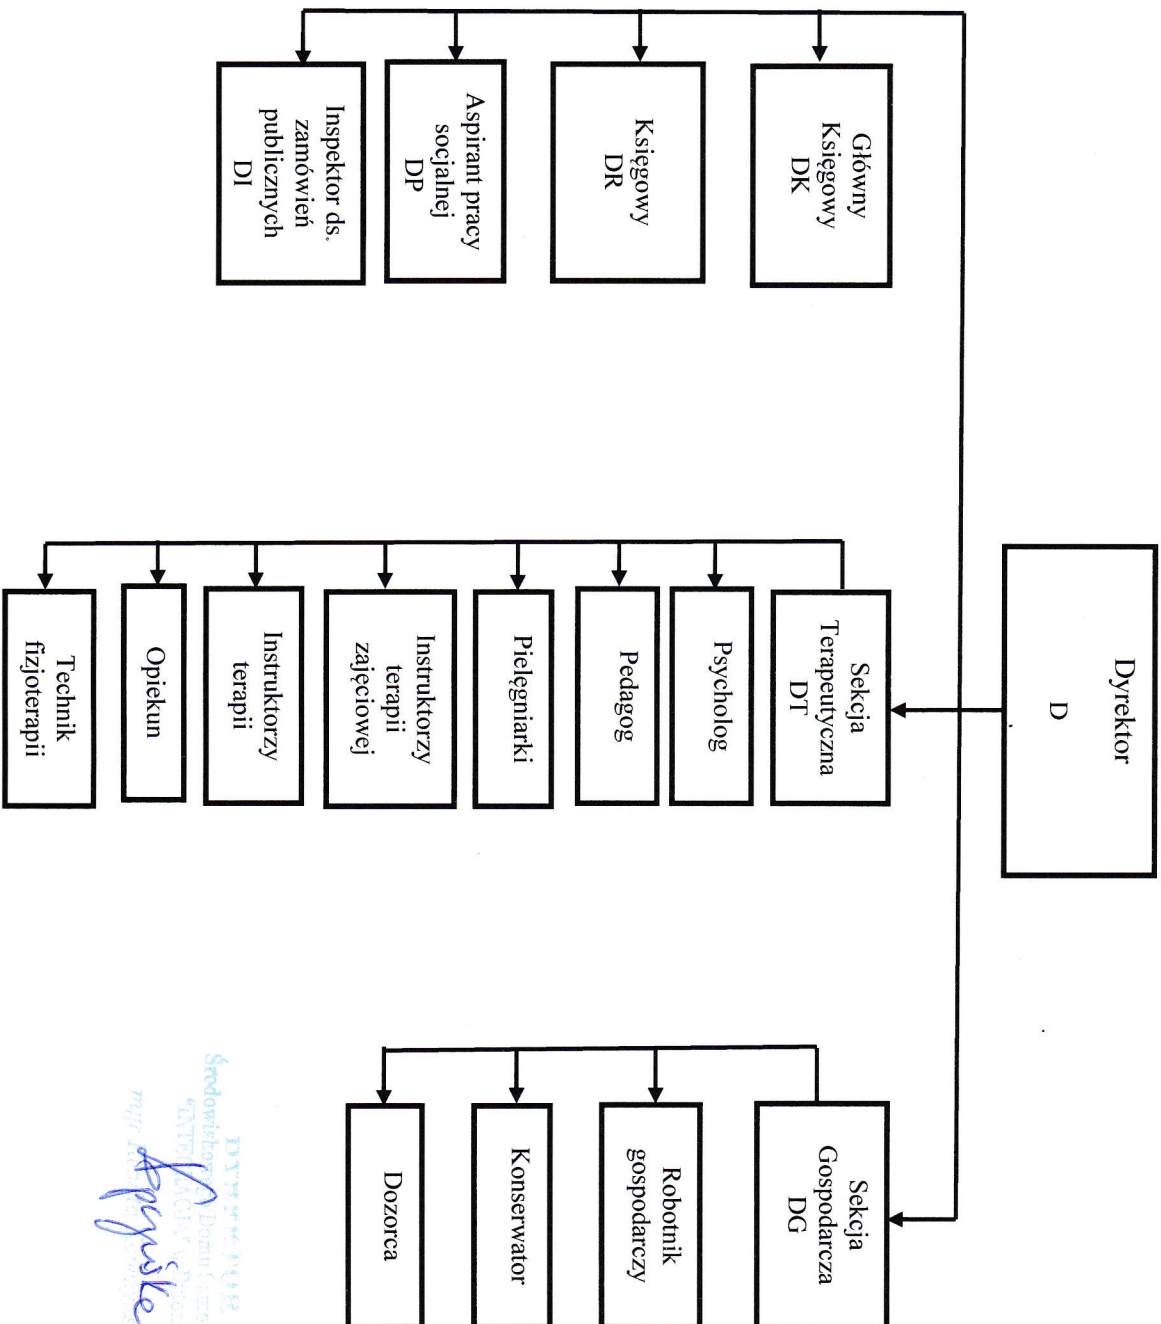 Dyrektor
D
Główny
Księgowy
DK
Księgowy
DR
Aspirant pracy
socjalnej
DP
Inspektor ds.
zamówień
publicznych
DI
Sekcja
Terapeutyczna
DT
Psycholog
Pedagog
Pielęgniarki
Instruktorzy
terapii
zajęciowej
Instruktorzy
terapii
Opiekun
Technik
fizjoterapii
Sekcja
Gospodarcza
DG
Robotnik
gospodarczy
Konserwator
Dozorca
Domu
mgr